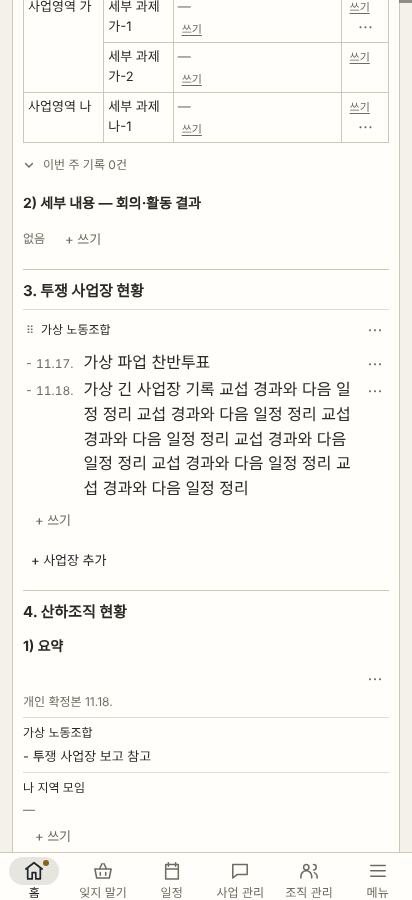 사업영역 가
세부 과제
가-1
—
쓰기
쓰기
···
세부 과제
가-2
—
쓰기
쓰기
사업영역 나
세부 과제
나-1
—
쓰기
쓰기
···
이번 주 기록 0건
2) 세부 내용 — 회의·활동 결과
없음 + 쓰기
3. 투쟁 사업장 현황
가상 노동조합 ···
- 11.17. 가상 파업 찬반투표 ···
- 11.18. 가상 긴 사업장 기록 교섭 경과와 다음 일 ···
정 정리 교섭 경과와 다음 일정 정리 교섭
경과와 다음 일정 정리 교섭 경과와 다음
일정 정리 교섭 경과와 다음 일정 정리 교
섭 경과와 다음 일정 정리
+ 쓰기
+ 사업장 추가
4. 산하조직 현황
1) 요약
···
개인 확정본 11.18.
가상 노동조합
- 투쟁 사업장 보고 참고
나 지역 모임
—
+ 쓰기
홈 잊지 말기 일정 사업 관리 조직 관리 메뉴